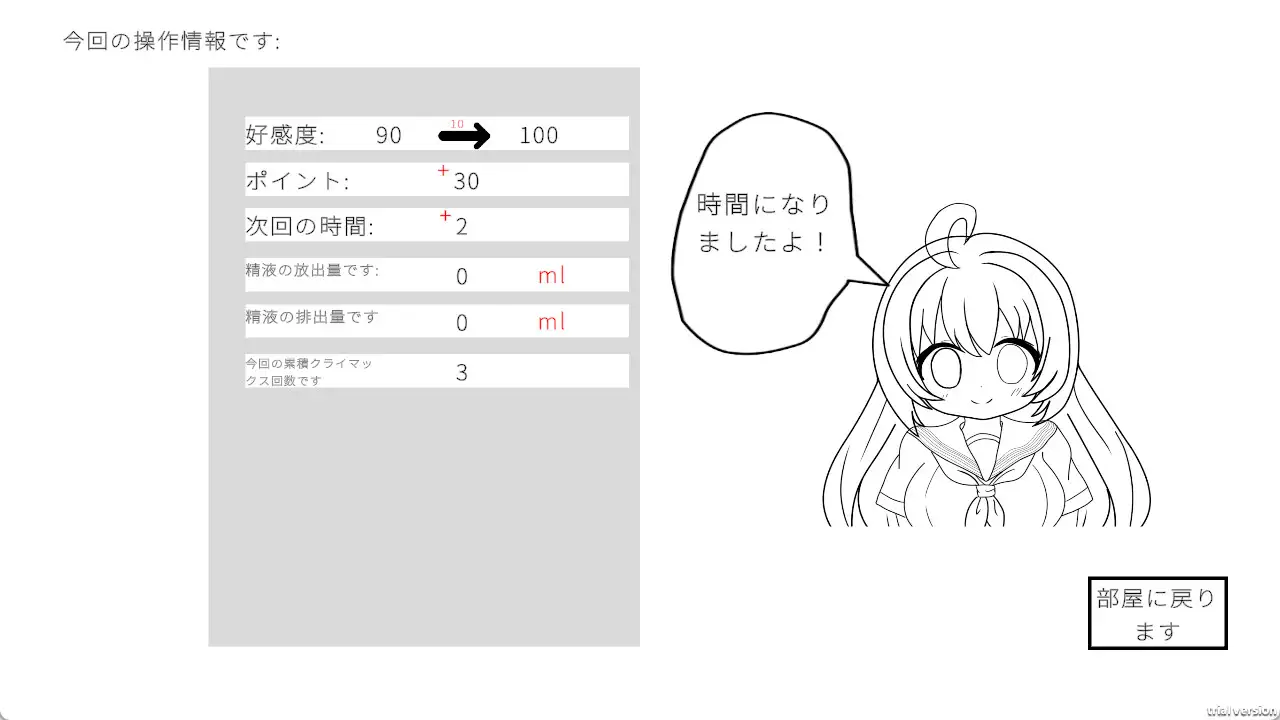 今回の操作情報です:
好感度: 90 10 100
ポイント: +30
次回の時間: +2
精液の放出量です: 0 ml
精液の排出量です 0 ml
今回の累積クライマッ
クス回数です 3
時間になり
ましたよ！
部屋に戻り
ます
trial version